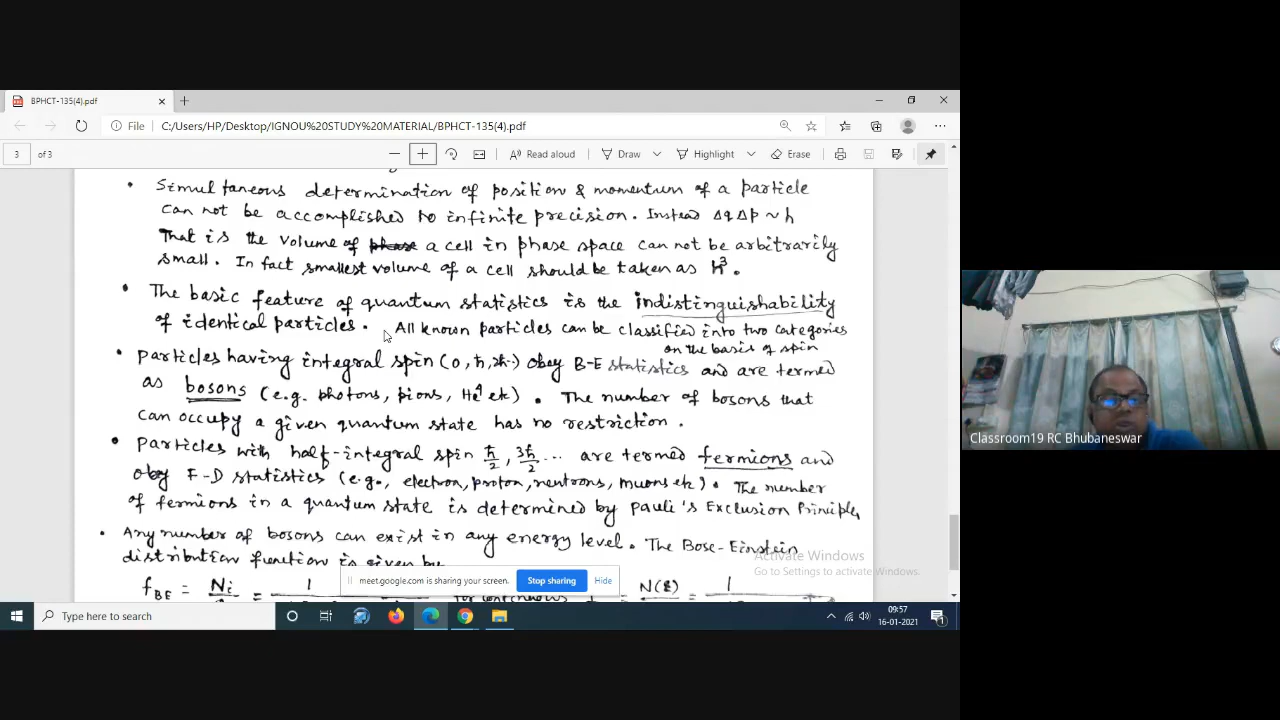 BPHCT-135(4).pdf
File C:/Users/HP/Desktop/IGNOU%20STUDY%20MATERIAL/BPHCT-135(4).pdf
3 of 3 Read aloud Draw Highlight Erase
• Simultaneous determination of position & momentum of a particle
can not be accomplished to infinite precision. Instead Δq Δp ~ h
That is the volume of a cell in phase space can not be arbitrarily
small. In fact smallest volume of a cell should be taken as h³.
• The basic feature of quantum statistics is the indistinguishability
of identical particles. All known particles can be classified into two categories
on the basis of spin
• Particles having integral spin (0, ħ, 2ħ..) obey B-E statistics and are termed
as bosons (e.g. photons, pions, He⁴ etc). The number of bosons that
can occupy a given quantum state has no restriction.
• Particles with half-integral spin ħ/2, 3ħ/2 ... are termed fermions and
obey F-D statistics (e.g., electron, proton, neutrons, muons etc). The number
of fermions in a quantum state is determined by Pauli's Exclusion Principle,
• Any number of bosons can exist in any energy level. The Bose-Einstein
distribution function is given by
f_BE = Ni = 1 for continuous = N(ε) = 1
meet.google.com is sharing your screen. Stop sharing Hide
Activate Windows
Go to Settings to activate Windows.
Classroom19 RC Bhubaneswar
Type here to search
09:57
16-01-2021